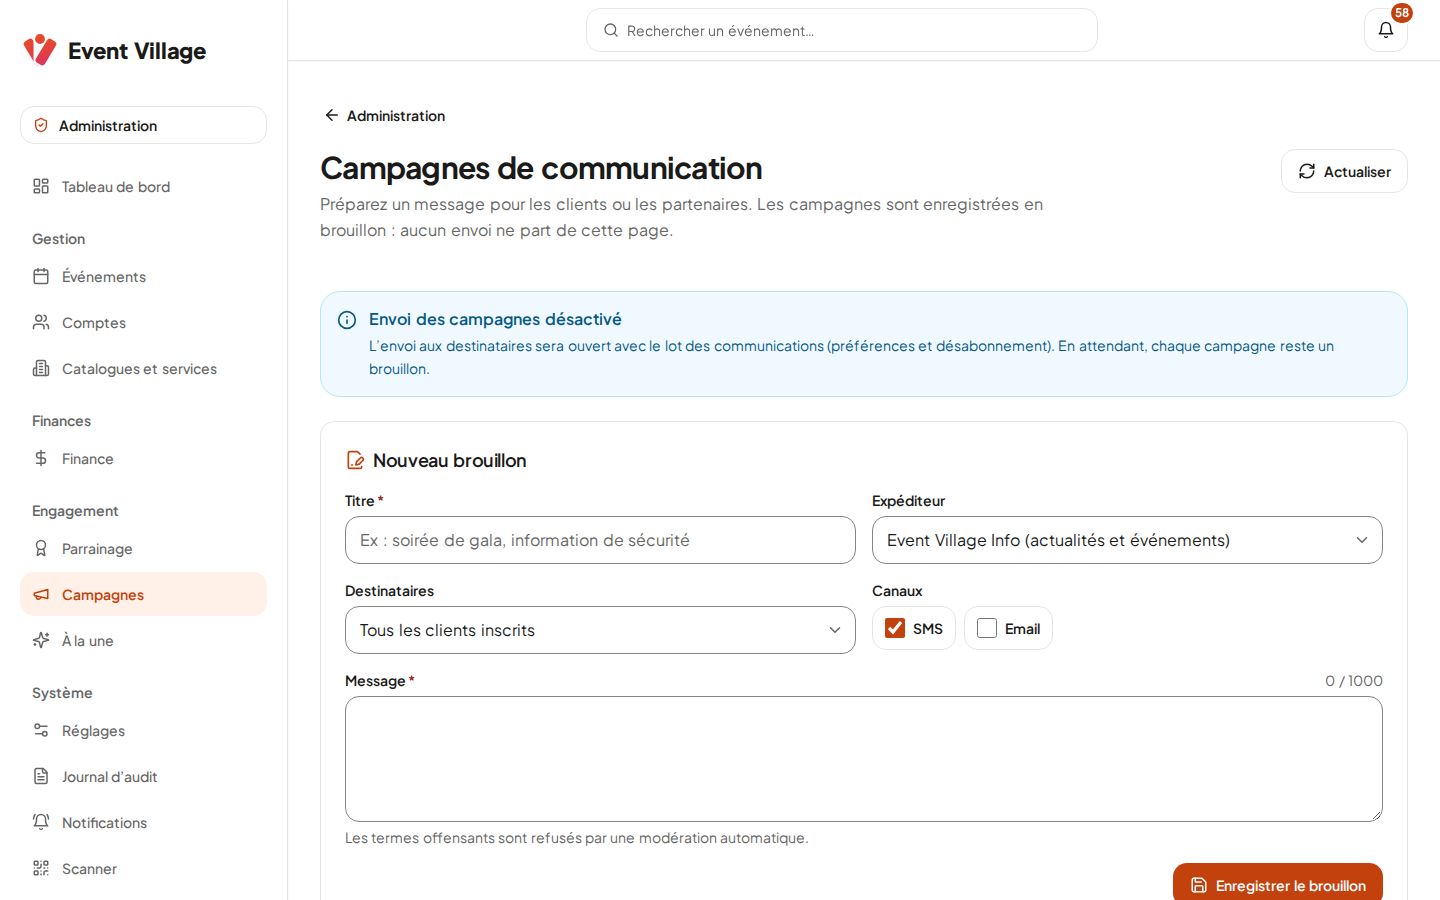 Event Village
Rechercher un événement…
58
Administration
Tableau de bord
Gestion
Événements
Comptes
Catalogues et services
Finances
Finance
Engagement
Parrainage
Campagnes
À la une
Système
Réglages
Journal d'audit
Notifications
Scanner
Administration
Campagnes de communication
Actualiser
Préparez un message pour les clients ou les partenaires. Les campagnes sont enregistrées en
brouillon : aucun envoi ne part de cette page.
Envoi des campagnes désactivé
L'envoi aux destinataires sera ouvert avec le lot des communications (préférences et désabonnement). En attendant, chaque campagne reste un
brouillon.
Nouveau brouillon
Titre *
Expéditeur
Ex : soirée de gala, information de sécurité
Event Village Info (actualités et événements)
Destinataires
Canaux
Tous les clients inscrits
SMS
Email
Message *
0 / 1000
Les termes offensants sont refusés par une modération automatique.
Enregistrer le brouillon